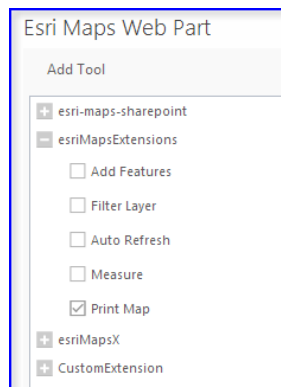 Esri Maps Web Part
Add Tool
esri-maps-sharepoint
esriMapsExtensions
Add Features
Filter Layer
Auto Refresh
Measure
Print Map
esriMapsX
CustomExtension